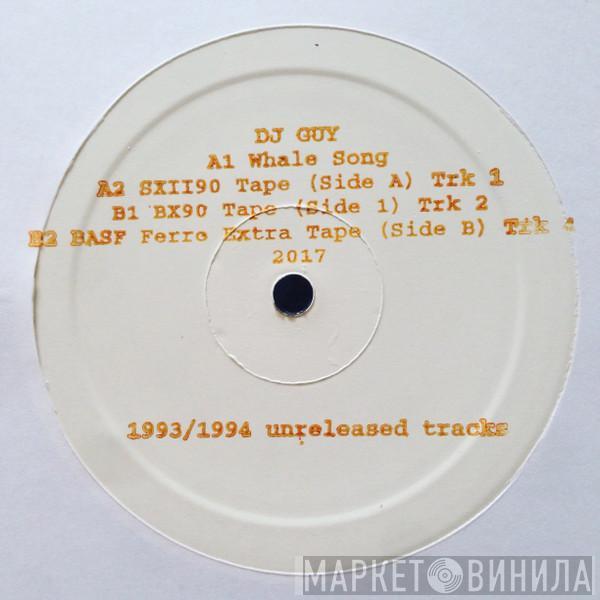 DJ GUY
A1 Whale Song
A2 SXII90 Tape (Side A) Trk 1
B1 BX90 Tape (Side 1) Trk 2
B2 BASF Ferro Extra Tape (Side B) Trk
2017
1993/1994 unreleased tracks
МАРКЕТ ВИНИЛА